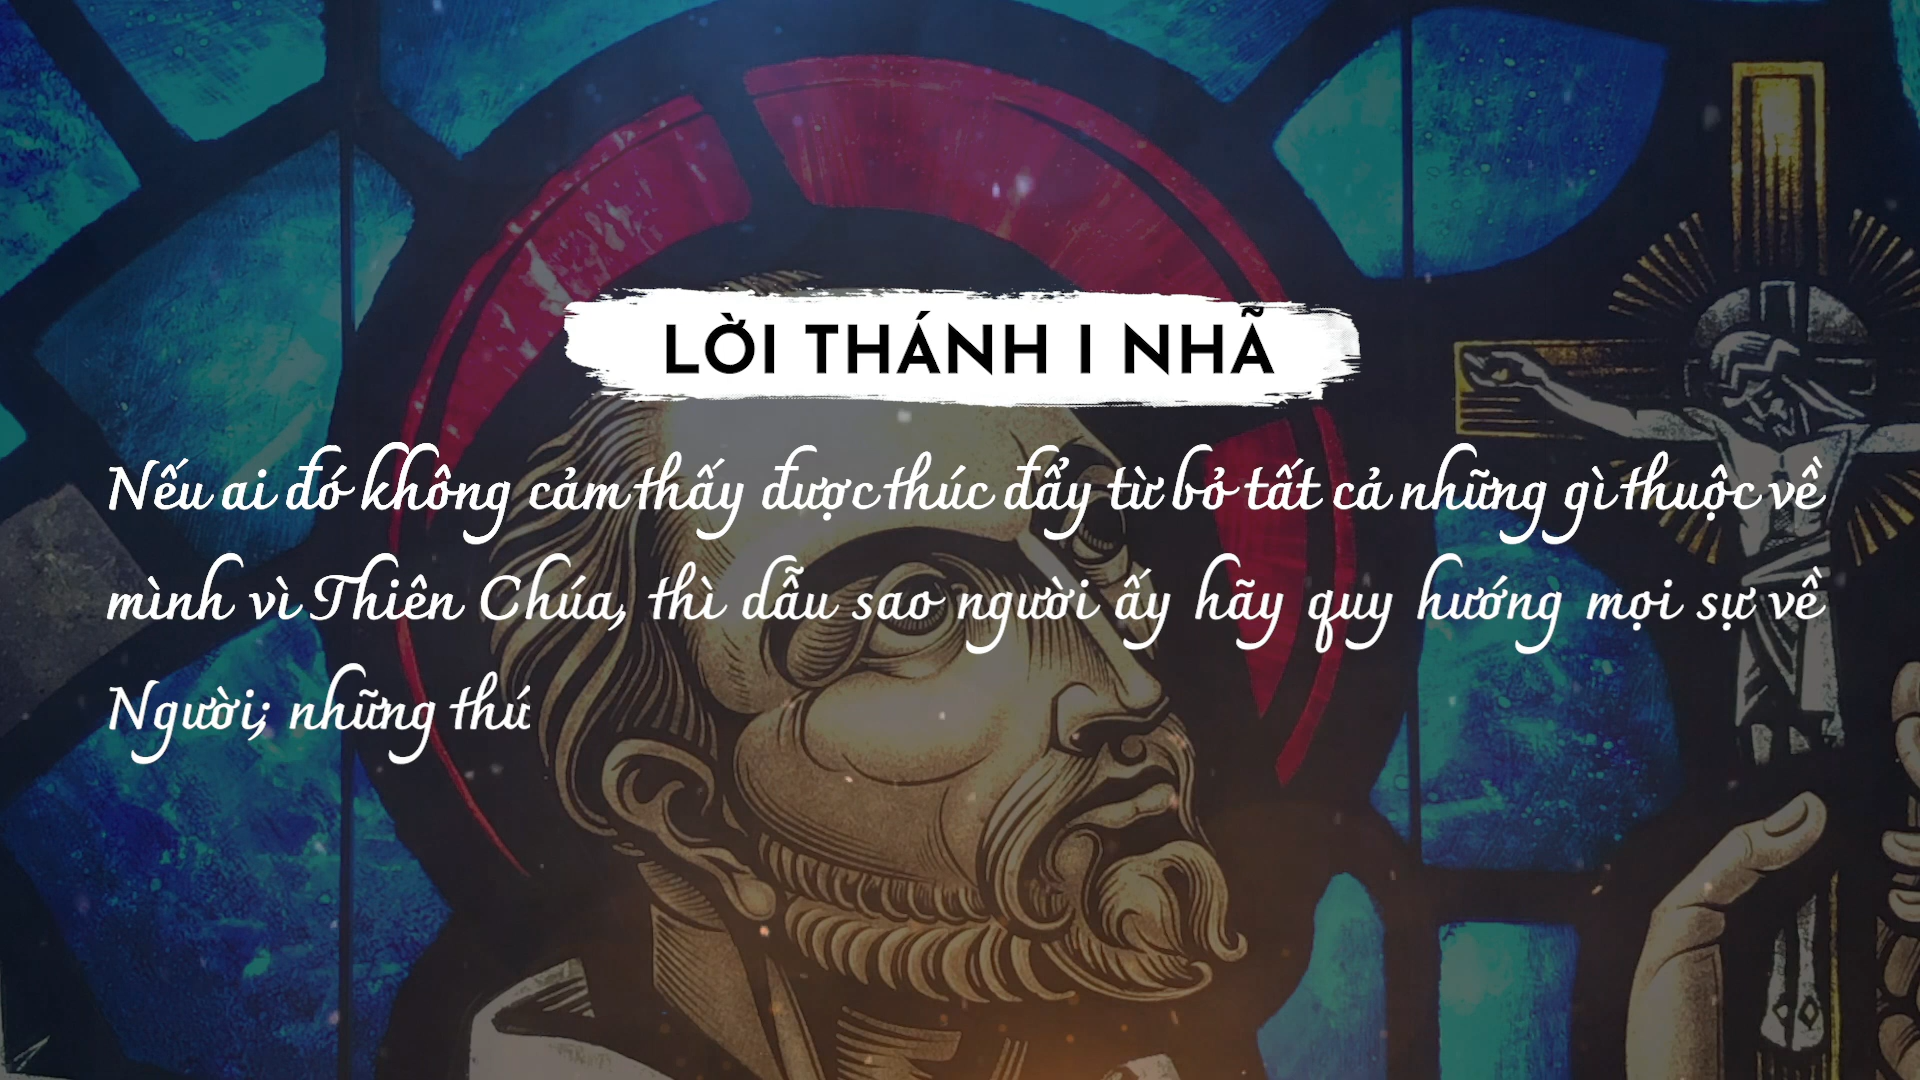 LỜI THÁNH I NHÃ
Nếu ai đó không cảm thấy được thúc đẩy từ bỏ tất cả những gì thuộc về
mình vì Thiên Chúa, thì dẫu sao người ấy hãy quy hướng mọi sự về
Người; những